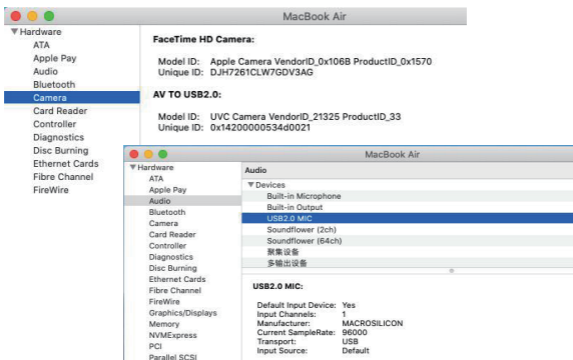 MacBook Air
Hardware
ATA
Apple Pay
Audio
Bluetooth
Camera
Card Reader
Controller
Diagnostics
Disc Burning
Ethernet Cards
Fibre Channel
FireWire
FaceTime HD Camera:
Model ID: Apple Camera VendorID_0x106B ProductID_0x1570
Unique ID: DJH7261CLW7GDV3AG
AV TO USB2.0:
Model ID: UVC Camera VendorID_21325 ProductID_33
Unique ID: 0x14200000534d0021
MacBook Air
Hardware
ATA
Apple Pay
Audio
Bluetooth
Camera
Card Reader
Controller
Diagnostics
Disc Burning
Ethernet Cards
Fibre Channel
FireWire
Graphics/Displays
Memory
NVMExpress
PCI
Parallel SCSI
Audio
Devices
Built-in Microphone
Built-in Output
USB2.0 MIC
Soundflower (2ch)
Soundflower (64ch)
聚集设备
多输出设备
USB2.0 MIC:
Default Input Device: Yes
Input Channels: 1
Manufacturer: MACROSILICON
Current SampleRate: 96000
Transport: USB
Input Source: Default